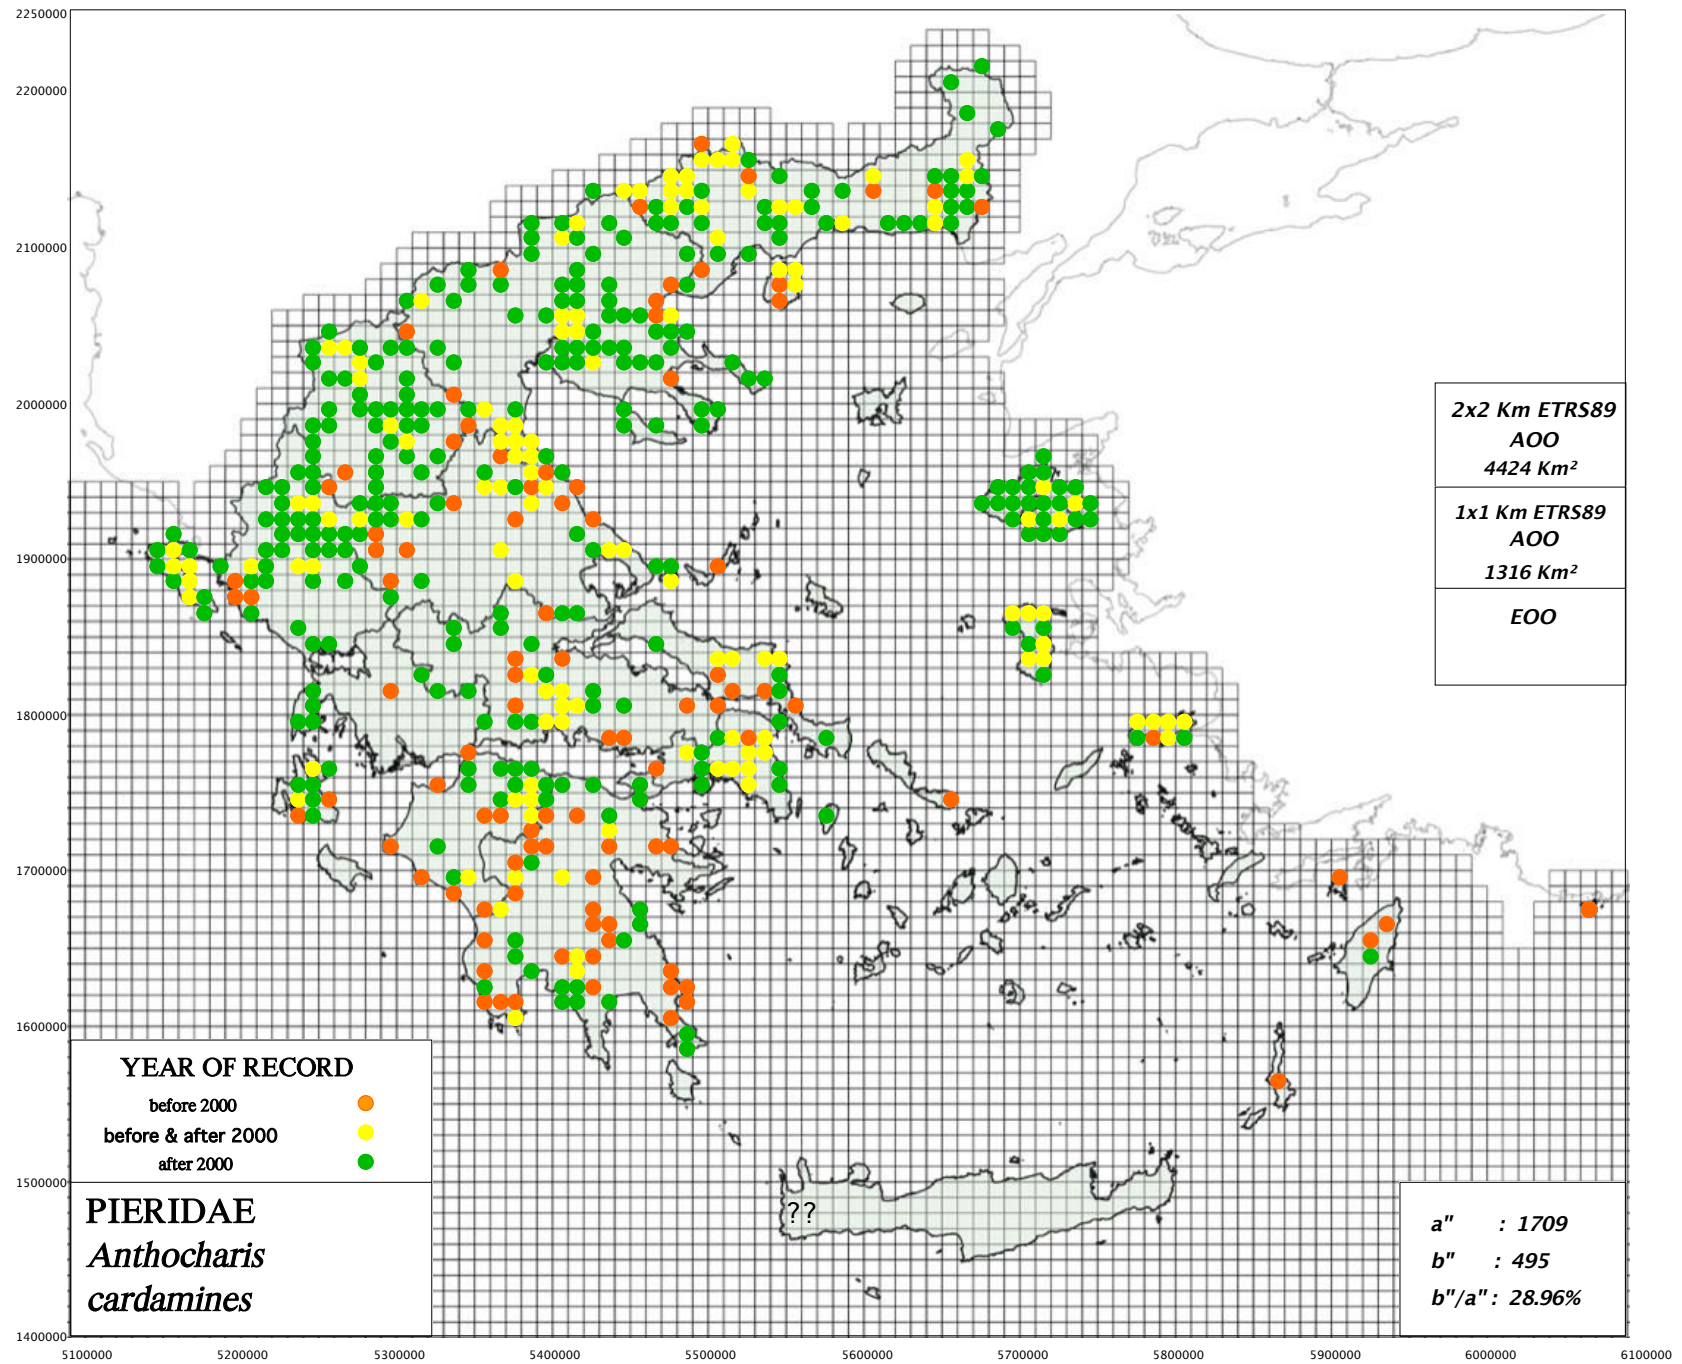 2250000
2200000
2100000
2000000
1900000
1800000
1700000
1600000
1500000
1400000
2x2 Km ETRS89
AOO
4424 Km²
1x1 Km ETRS89
AOO
1316 Km²
EOO
YEAR OF RECORD
before 2000
before & after 2000
after 2000
PIERIDAE
Anthocharis
cardamines
??
a" : 1709
b" : 495
b"/a" : 28.96%
5100000 5200000 5300000 5400000 5500000 5600000 5700000 5800000 5900000 6000000 6100000